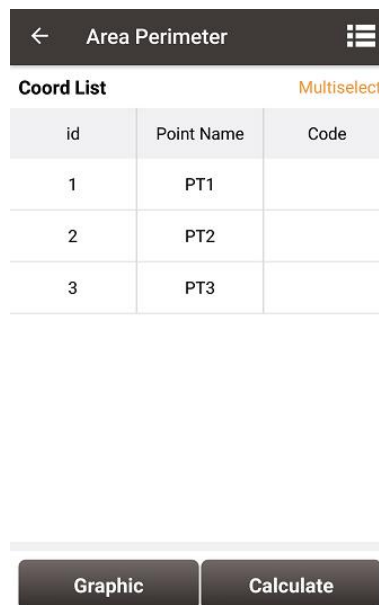 Area Perimeter
Coord List Multiselect
id Point Name Code
1 PT1
2 PT2
3 PT3
Graphic Calculate